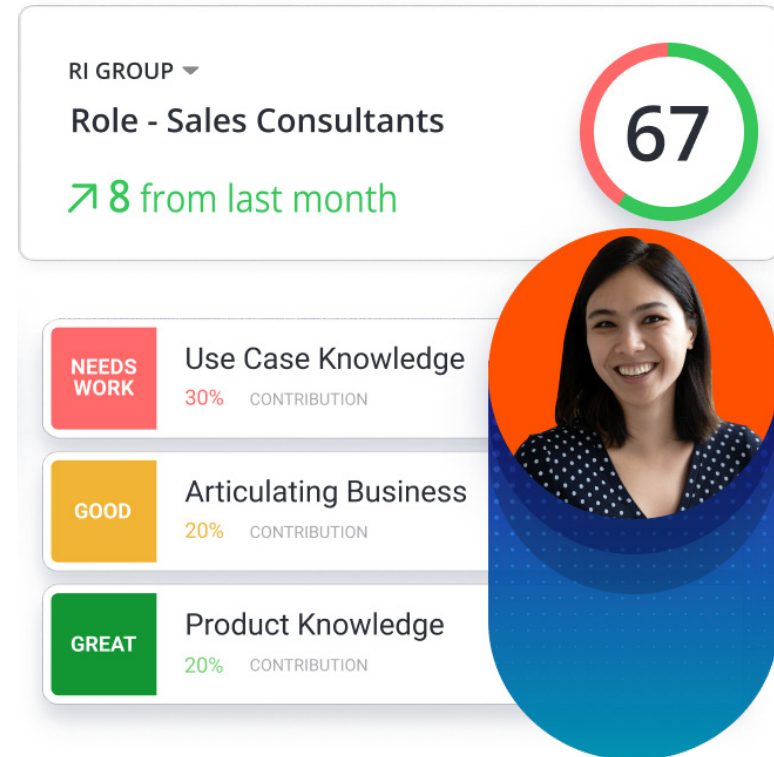 RI GROUP
Role - Sales Consultants
67
8 from last month
NEEDS
WORK
Use Case Knowledge
30% CONTRIBUTION
GOOD
Articulating Business
20% CONTRIBUTION
GREAT
Product Knowledge
20% CONTRIBUTION